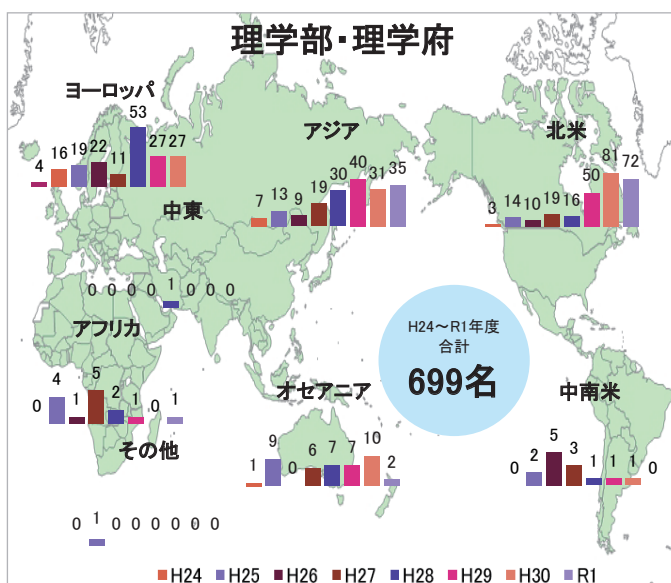 理学部・理学府
ヨーロッパ
4 16 19 22 11 53 27 27
アジア
7 13 9 19 30 40 31 35
北米
3 14 10 19 16 50 81 72
中東
0 0 0 0 1 0 0 0
アフリカ
0 4 1 5 2 1 0 1
H24～R1年度
合計
699名
オセアニア
1 9 0 6 7 7 10 2
中南米
0 2 5 3 1 1 1 0
その他
0 1 0 0 0 0 0 0
H24 H25 H26 H27 H28 H29 H30 R1